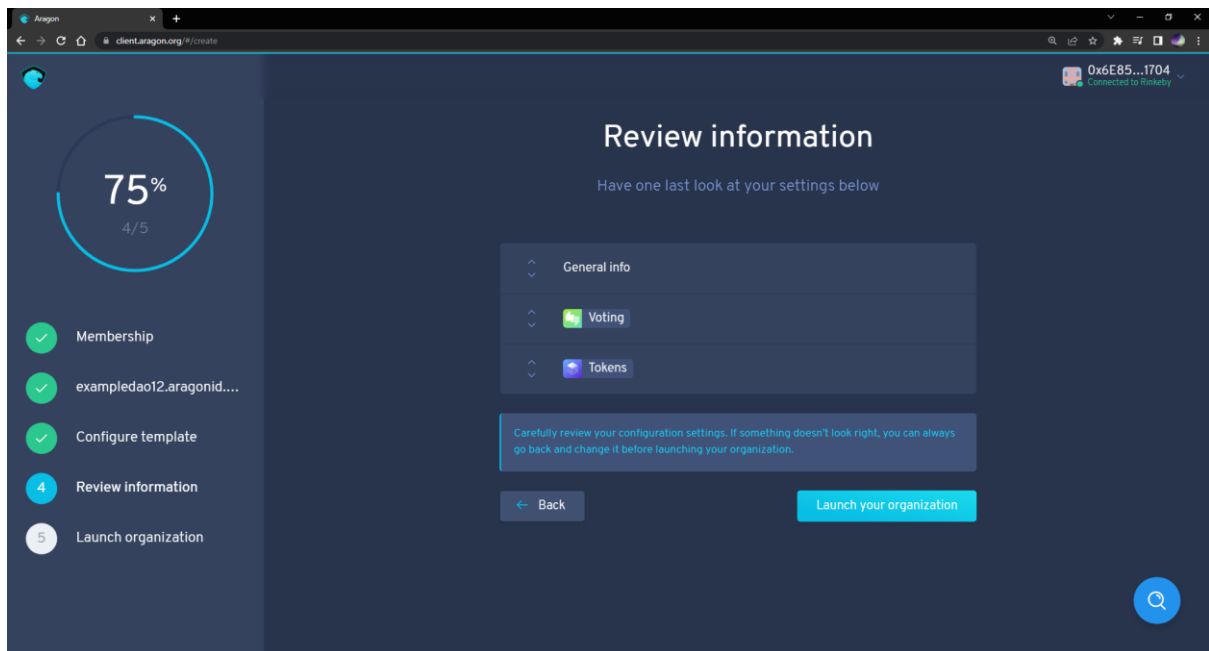 Aragon
client.aragon.org/#/create
0x6E85...1704
Connected to Rinkeby
75%
4/5
Membership
exampledao12.aragonid....
Configure template
4
Review information
5
Launch organization
Review information
Have one last look at your settings below
General info
Voting
Tokens
Carefully review your configuration settings. If something doesn't look right, you can always
go back and change it before launching your organization.
Back
Launch your organization